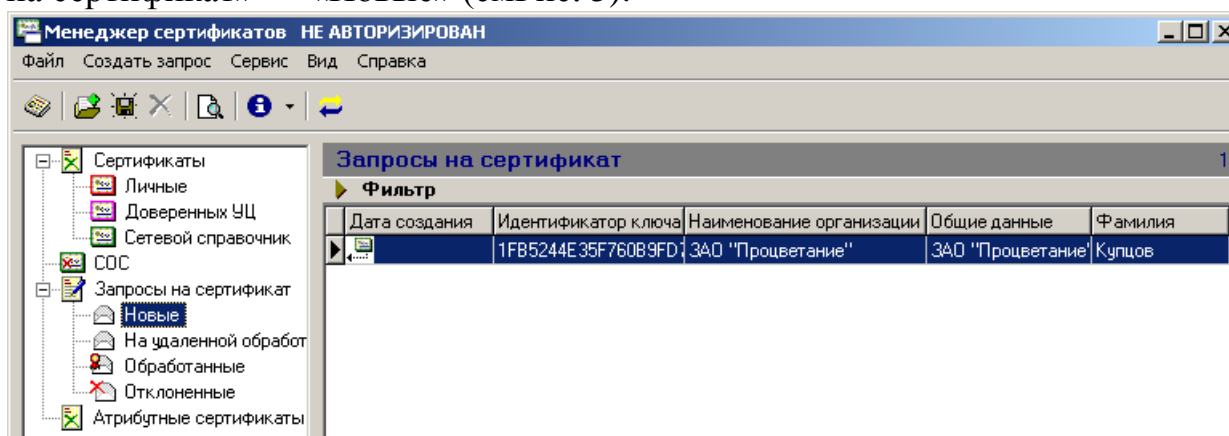 Менеджер сертификатов НЕ АВТОРИЗИРОВАН
Файл Создать запрос Сервис Вид Справка
Сертификаты
Личные
Доверенных УЦ
Сетевой справочник
СОС
Запросы на сертификат
Новые
На удаленной обработ
Обработанные
Отклоненные
Атрибутные сертификаты
Запросы на сертификат 1
Фильтр
Дата создания Идентификатор ключа Наименование организации Общие данные Фамилия
1FB5244E35F760B9FD ЗАО "Процветание" ЗАО "Процветание" Купцов